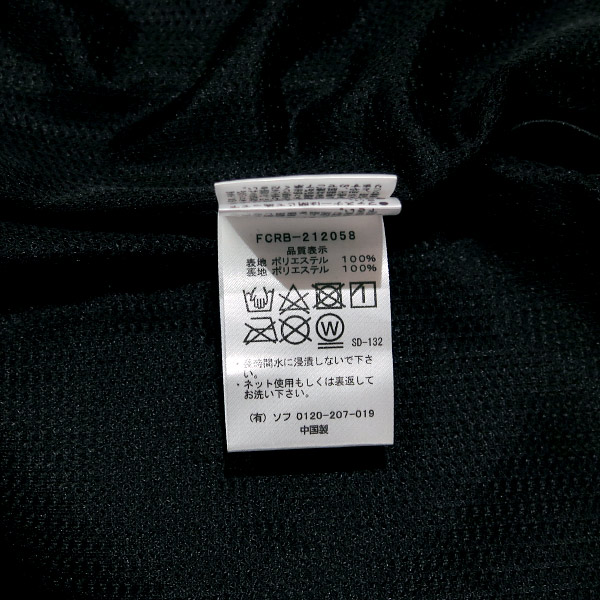 FCRB-212058
品質表示
表地 ポリエステル 100%
裏地 ポリエステル 100%
W
SD-132
・長時間水に浸漬しないで下さ
い。
・ネット使用もしくは裏返して
お洗い下さい。
(有) ソフ 0120-207-019
中国製